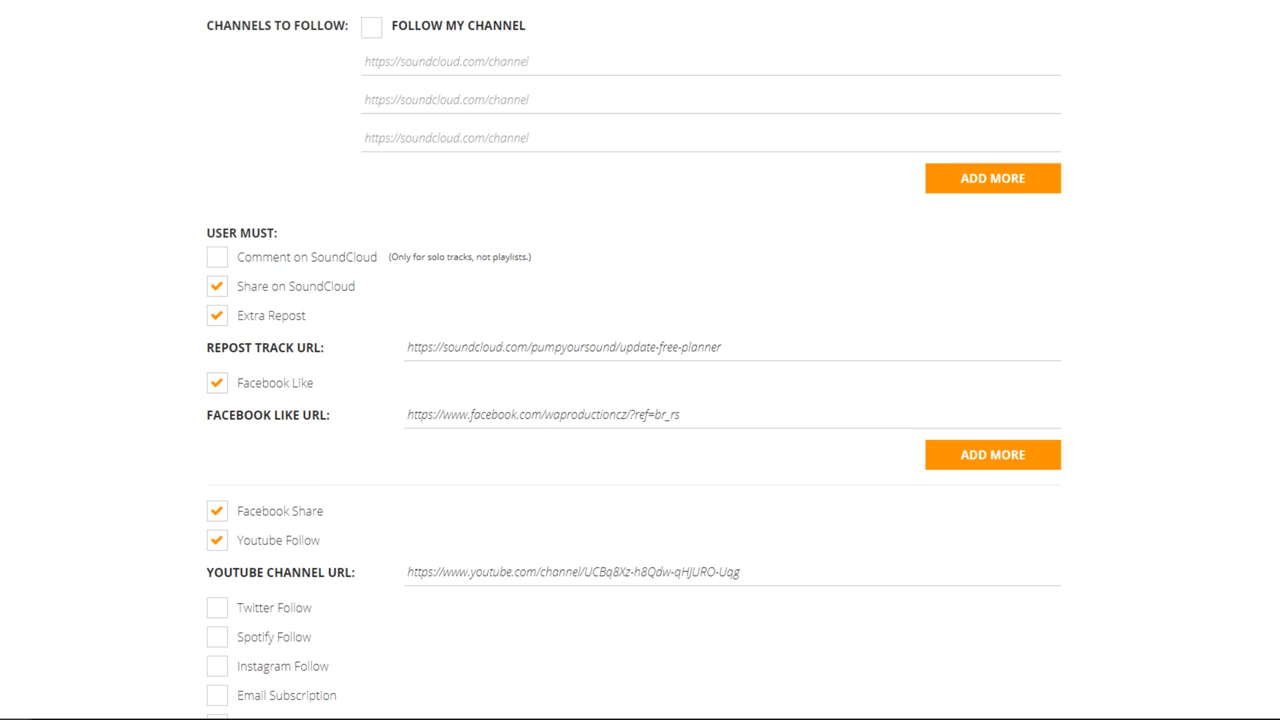 CHANNELS TO FOLLOW: FOLLOW MY CHANNEL
https://soundcloud.com/channel
https://soundcloud.com/channel
https://soundcloud.com/channel
ADD MORE
USER MUST:
Comment on SoundCloud (Only for solo tracks, not playlists.)
Share on SoundCloud
Extra Repost
REPOST TRACK URL: https://soundcloud.com/pumpyoursound/update-free-planner
Facebook Like
FACEBOOK LIKE URL: https://www.facebook.com/waproductioncz/?ref=br_rs
ADD MORE
Facebook Share
Youtube Follow
YOUTUBE CHANNEL URL: https://www.youtube.com/channel/UCBq8Xz-h8Qdw-qHJURO-Uqg
Twitter Follow
Spotify Follow
Instagram Follow
Email Subscription